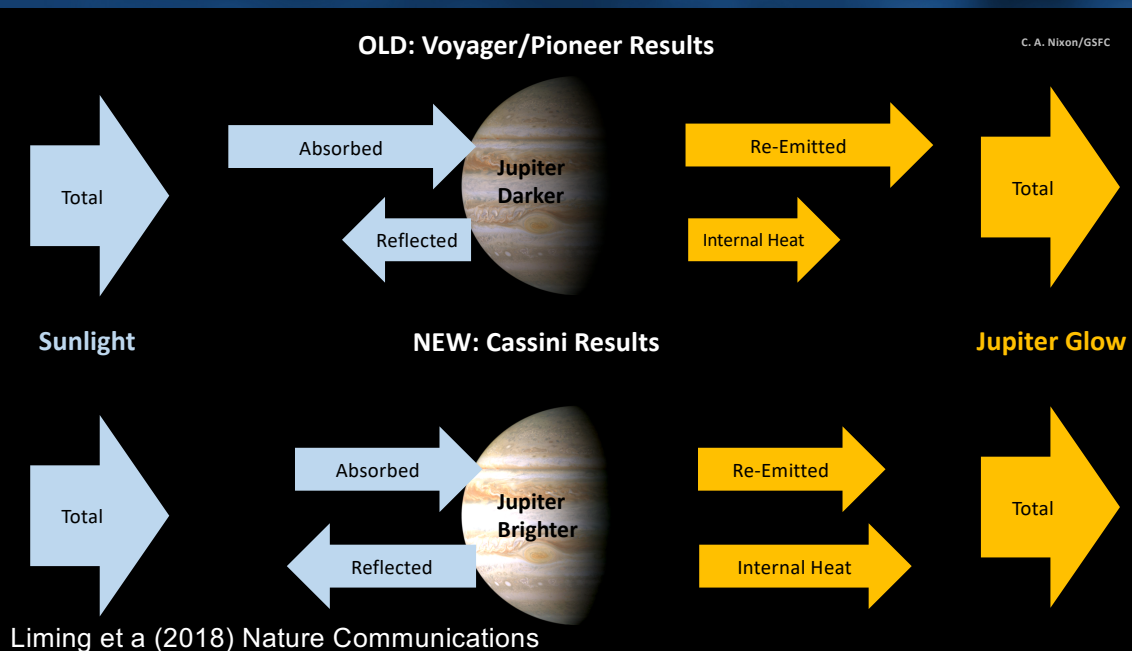 OLD: Voyager/Pioneer Results
C. A. Nixon/GSFC
Total
Absorbed
Reflected
Jupiter
Darker
Re-Emitted
Internal Heat
Total
Sunlight
NEW: Cassini Results
Jupiter Glow
Total
Absorbed
Reflected
Jupiter
Brighter
Re-Emitted
Internal Heat
Total
Liming et a (2018) Nature Communications